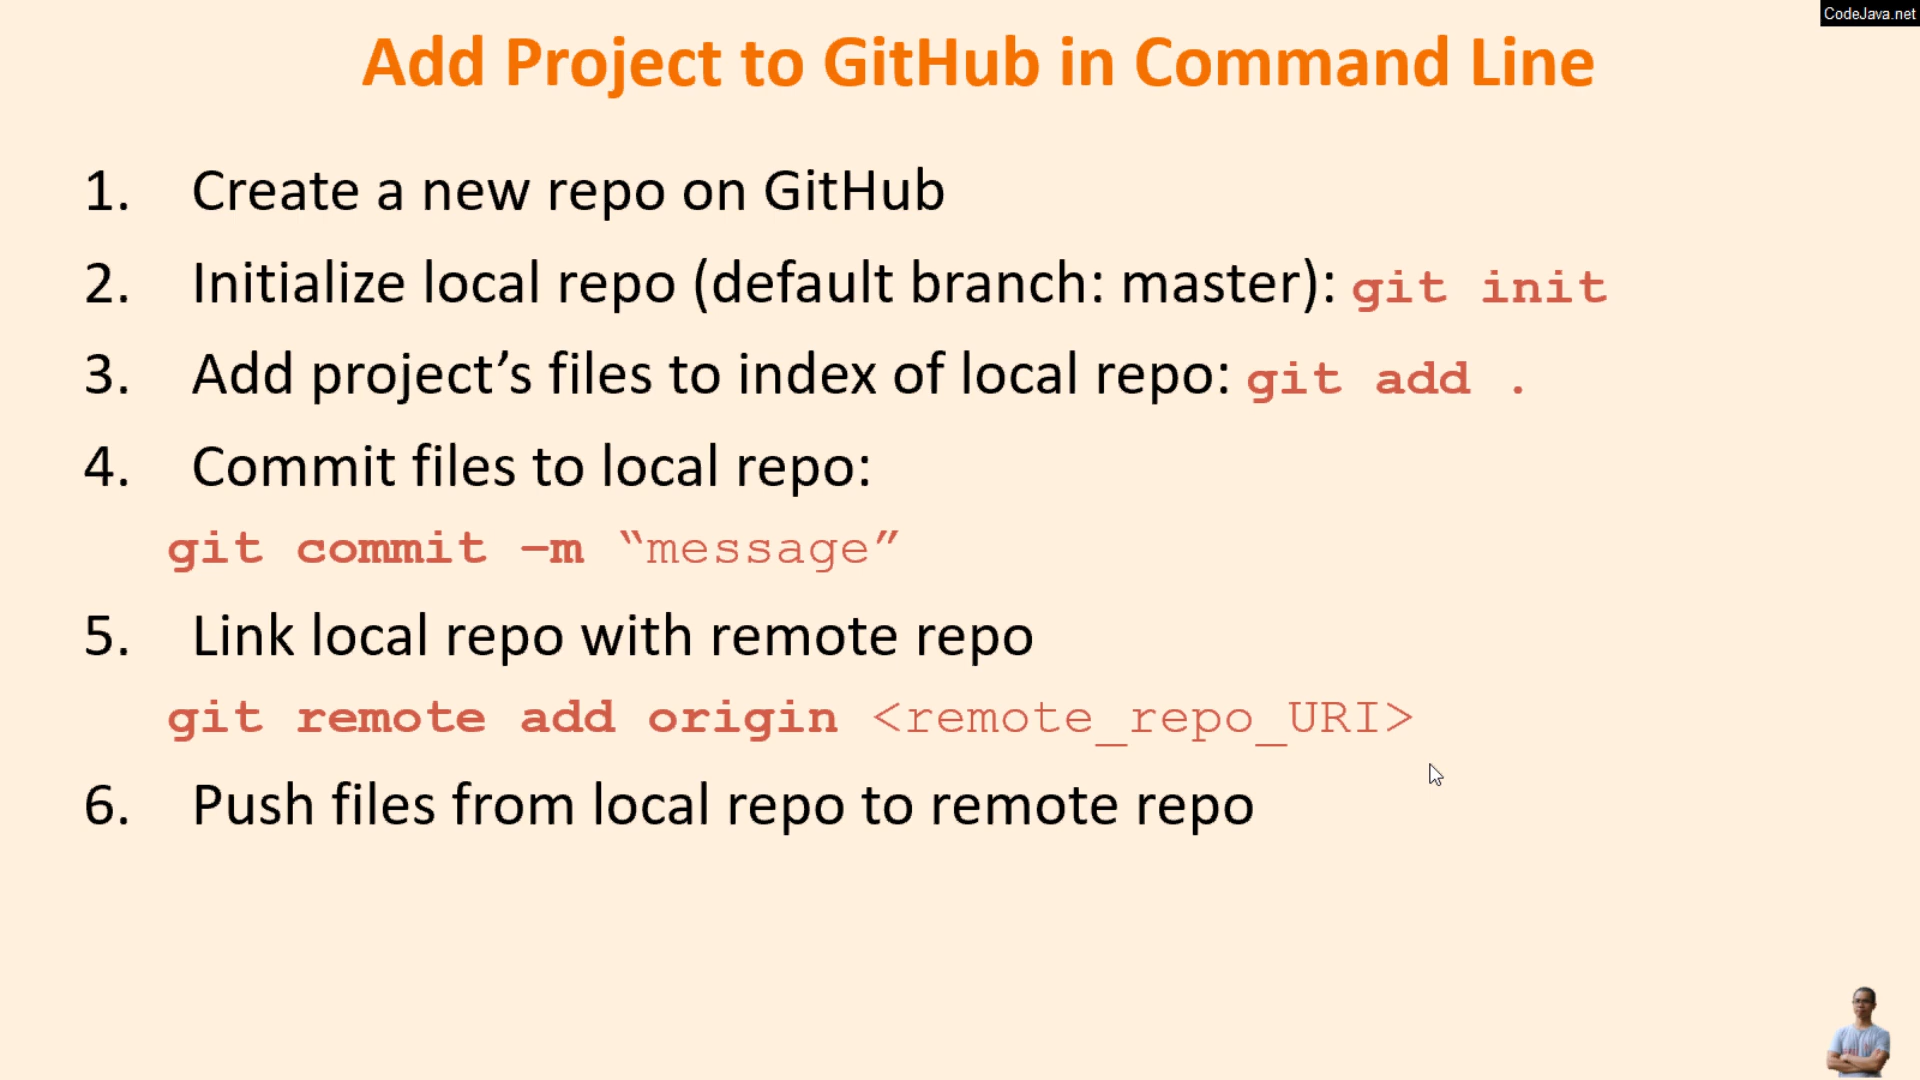 CodeJava.net
Add Project to GitHub in Command Line
1. Create a new repo on GitHub
2. Initialize local repo (default branch: master): git init
3. Add project’s files to index of local repo: git add .
4. Commit files to local repo:
git commit –m “message”
5. Link local repo with remote repo
git remote add origin <remote_repo_URI>
6. Push files from local repo to remote repo